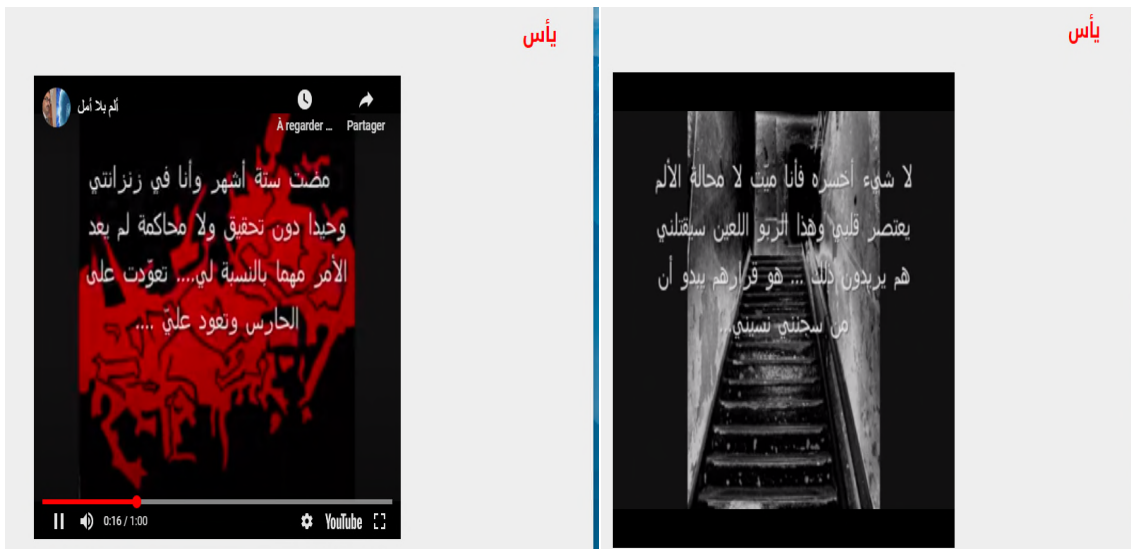 يأس
لا شيء أخسره فأنا ميّت لا محالة الألم
يعتصر قلبي وهذا الربو اللعين سيقتلني
هم يريدون ذلك ... هو قرارهم يبدو أن
من سجنني نسيني...
يأس
ألم بلا أمل
À regarder ...
Partager
مضت ستة أشهر وأنا في زنزانتي
وحيدا دون تحقيق ولا محاكمة لم يعد
الأمر مهما بالنسبة لي.... تعوّدت على
الحارس وتعود عليّ ....
0:16 / 1:00
YouTube